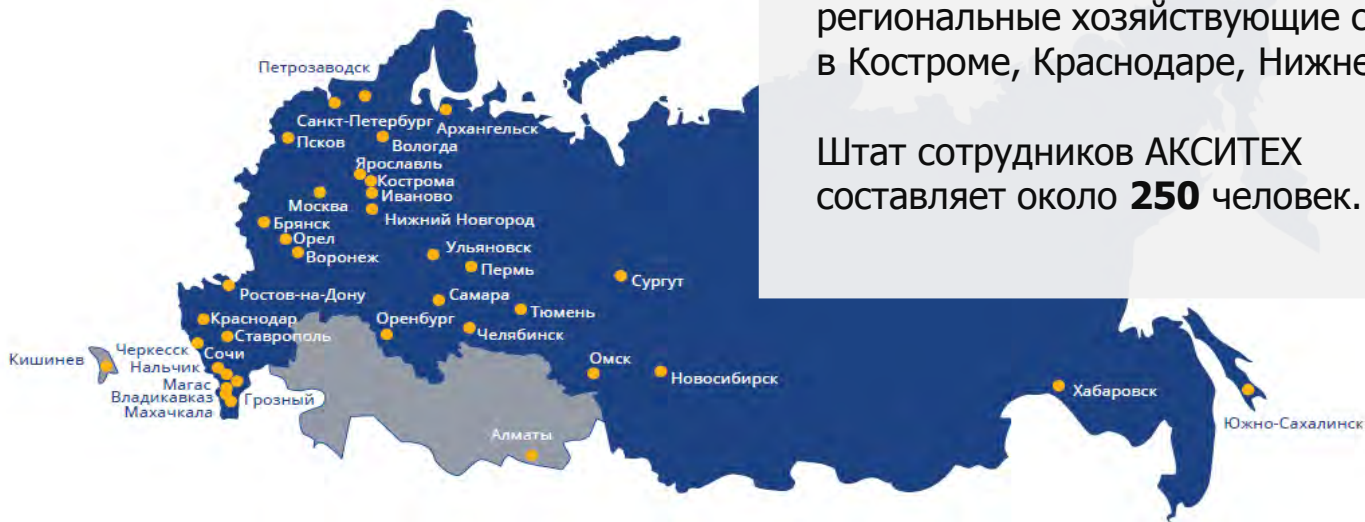 региональные хозяйствующие
в Костроме, Краснодаре,
Штат сотрудников АКСИТЕХ
составляет около 250 человек.
Петрозаводск
Санкт-Петербург
Архангельск
Псков
Вологда
Ярославль
Кострома
Иваново
Москва
Нижний Новгород
Брянск
Орел
Воронеж
Ульяновск
Пермь
Сургут
Ростов-на-Дону
Самара
Тюмень
Краснодар
Оренбург
Ставрополь
Челябинск
Черкесск
Сочи
Кишинев
Нальчик
Омск
Новосибирск
Магас
Хабаровск
Владикавказ
Грозный
Махачкала
Южно-Сахалинск
Алматы